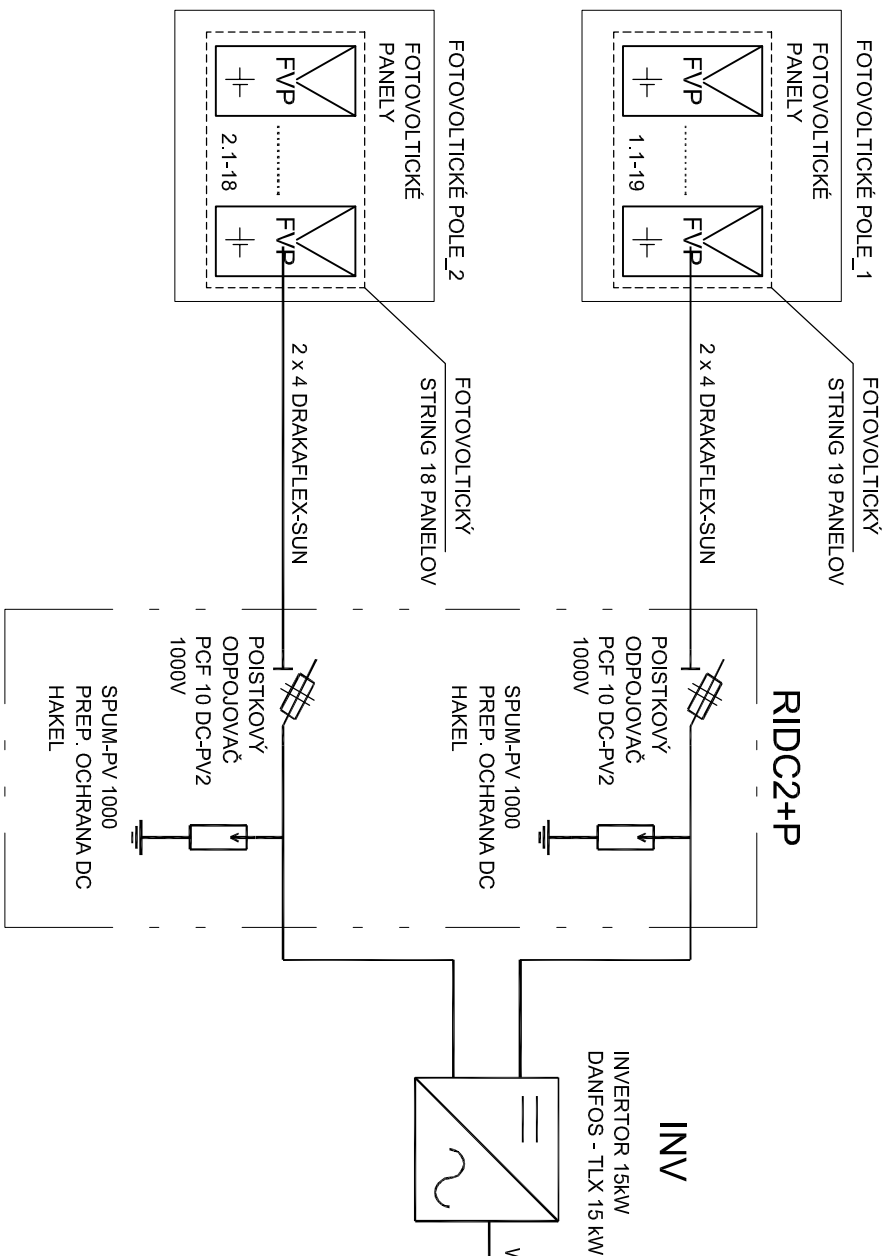 FOTOVOLTICKÉ POLE_1
FOTOVOLTICKÉ
PANELY
FVP
FVP
1.1-19
FOTOVOLTICKÝ
STRING 19 PANELOV
2 x 4 DRAKAFLEX-SUN
FOTOVOLTICKÉ POLE_2
FOTOVOLTICKÉ
PANELY
FVP
FVP
2.1-18
FOTOVOLTICKÝ
STRING 18 PANELOV
2 x 4 DRAKAFLEX-SUN
RIDC2+P
POISTKOVÝ
ODPOJOVAČ
PCF 10 DC-PV2
1000V
SPUM-PV 1000
PREP. OCHRANA DC
HAKEL
POISTKOVÝ
ODPOJOVAČ
PCF 10 DC-PV2
1000V
SPUM-PV 1000
PREP. OCHRANA DC
HAKEL
INV
INVERTOR 15kW
DANFOS - TLX 15 kW